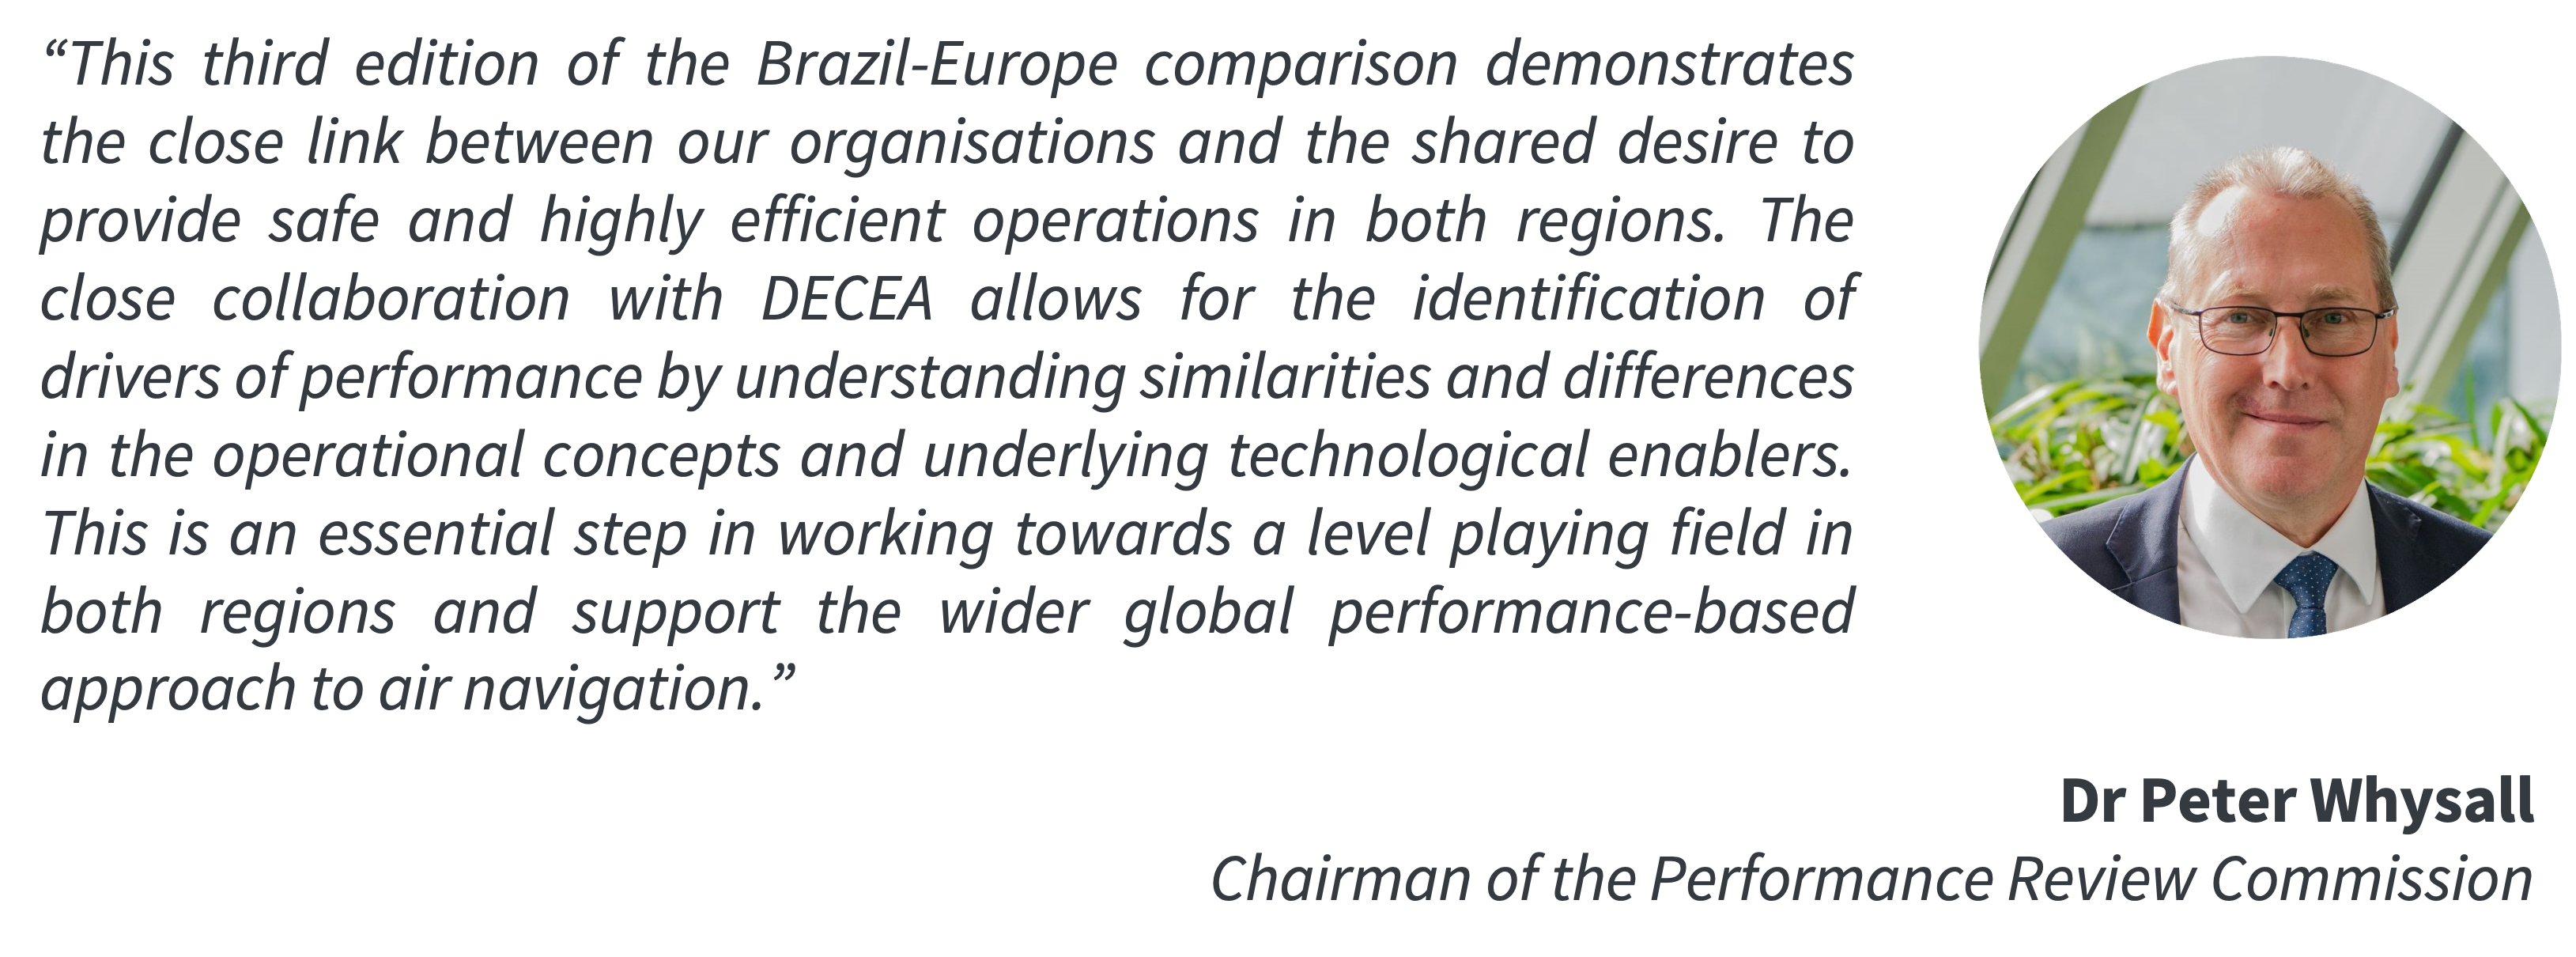 “This third edition of the Brazil-Europe comparison demonstrates
the close link between our organisations and the shared desire to
provide safe and highly efficient operations in both regions. The
close collaboration with DECEA allows for the identification of
drivers of performance by understanding similarities and differences
in the operational concepts and underlying technological enablers.
This is an essential step in working towards a level playing field in
both regions and support the wider global performance-based
approach to air navigation.”
Dr Peter Whysall
Chairman of the Performance Review Commission